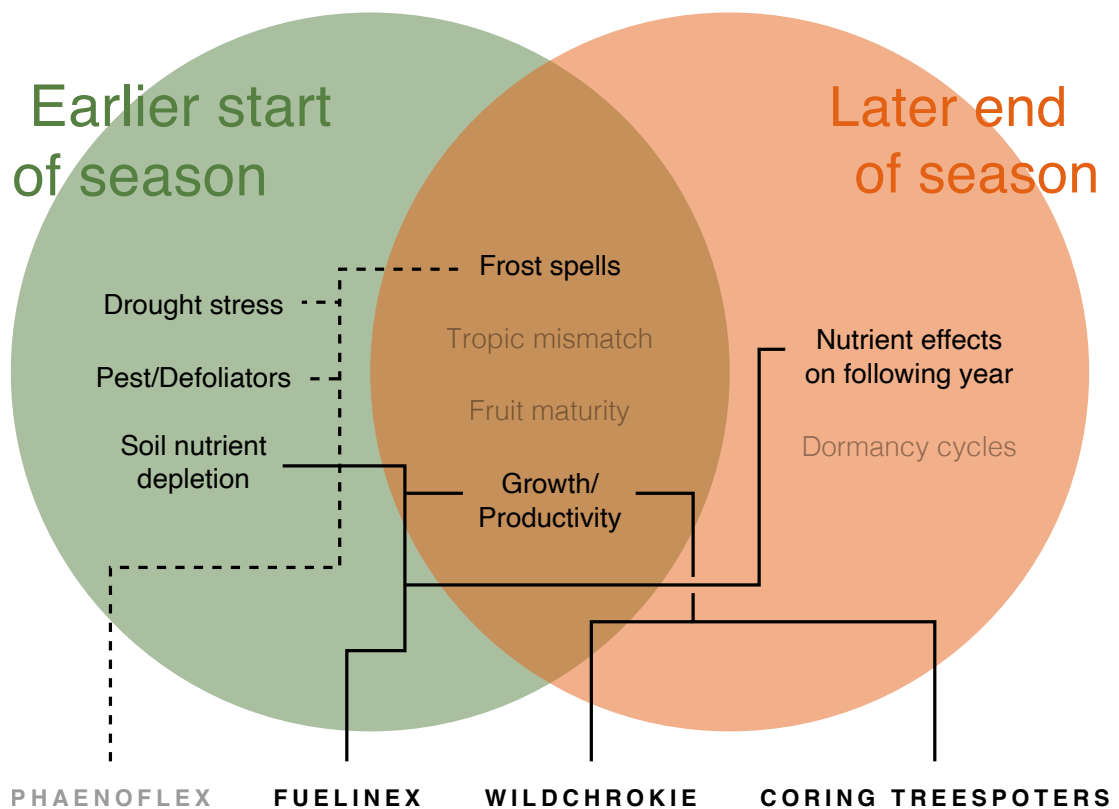 Earlier start
of season
Later end
of season
Frost spells
Drought stress
Tropic mismatch
Nutrient effects
on following year
Pest/Defoliators
Fruit maturity
Soil nutrient
depletion
Dormancy cycles
Growth/
Productivity
PHAENOFLEX
FUELINEX
WILDCHROKIE
CORING TREESPOTERS